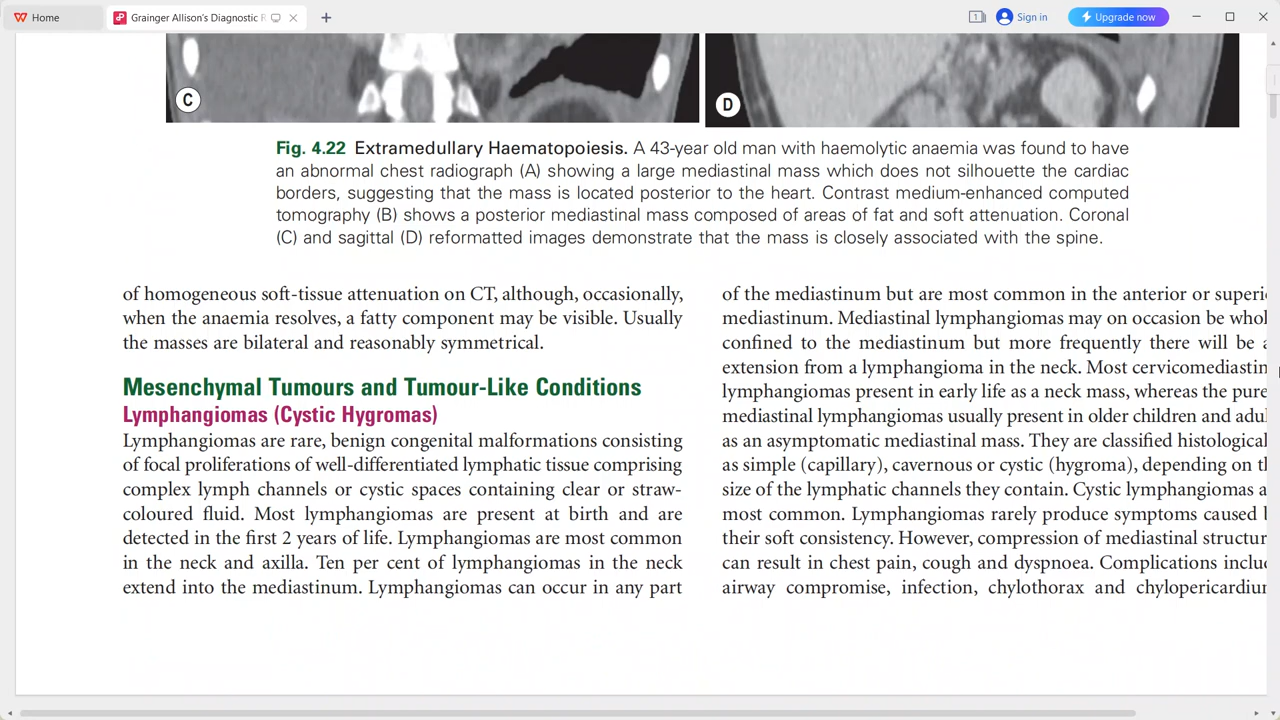 Home
Grainger Allison's Diagnostic
Sign in
Upgrade now
C
D
Fig. 4.22 Extramedullary Haematopoiesis. A 43-year old man with haemolytic anaemia was found to have
an abnormal chest radiograph (A) showing a large mediastinal mass which does not silhouette the cardiac
borders, suggesting that the mass is located posterior to the heart. Contrast medium-enhanced computed
tomography (B) shows a posterior mediastinal mass composed of areas of fat and soft attenuation. Coronal
(C) and sagittal (D) reformatted images demonstrate that the mass is closely associated with the spine.
of homogeneous soft-tissue attenuation on CT, although, occasionally,
when the anaemia resolves, a fatty component may be visible. Usually
the masses are bilateral and reasonably symmetrical.
Mesenchymal Tumours and Tumour-Like Conditions
Lymphangiomas (Cystic Hygromas)
Lymphangiomas are rare, benign congenital malformations consisting
of focal proliferations of well-differentiated lymphatic tissue comprising
complex lymph channels or cystic spaces containing clear or straw-
coloured fluid. Most lymphangiomas are present at birth and are
detected in the first 2 years of life. Lymphangiomas are most common
in the neck and axilla. Ten per cent of lymphangiomas in the neck
extend into the mediastinum. Lymphangiomas can occur in any part
of the mediastinum but are most common in the anterior or
mediastinum. Mediastinal lymphangiomas may on occasion be
confined to the mediastinum but more frequently there will be
extension from a lymphangioma in the neck. Most
lymphangiomas present in early life as a neck mass, whereas the
mediastinal lymphangiomas usually present in older children and
as an asymptomatic mediastinal mass. They are classified
as simple (capillary), cavernous or cystic (hygroma), depending on
size of the lymphatic channels they contain. Cystic lymphangiomas
most common. Lymphangiomas rarely produce symptoms caused
their soft consistency. However, compression of mediastinal
can result in chest pain, cough and dyspnoea. Complications
airway compromise, infection, chylothorax and